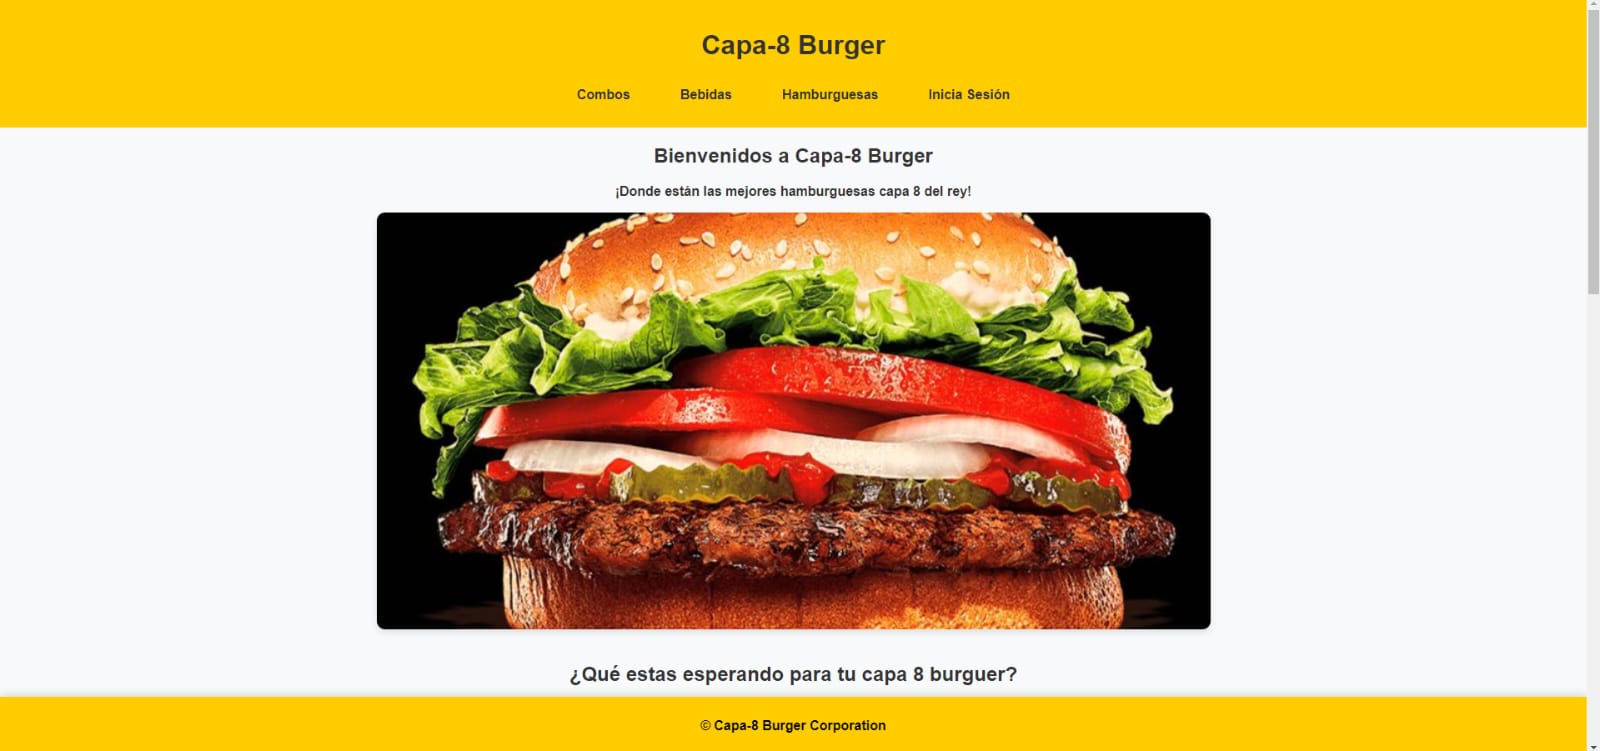 Capa-8 Burger
Combos Bebidas Hamburguesas Inicia Sesión
Bienvenidos a Capa-8 Burger
¡Donde están las mejores hamburguesas capa 8 del rey!
¿Qué estas esperando para tu capa 8 burguer?
© Capa-8 Burger Corporation